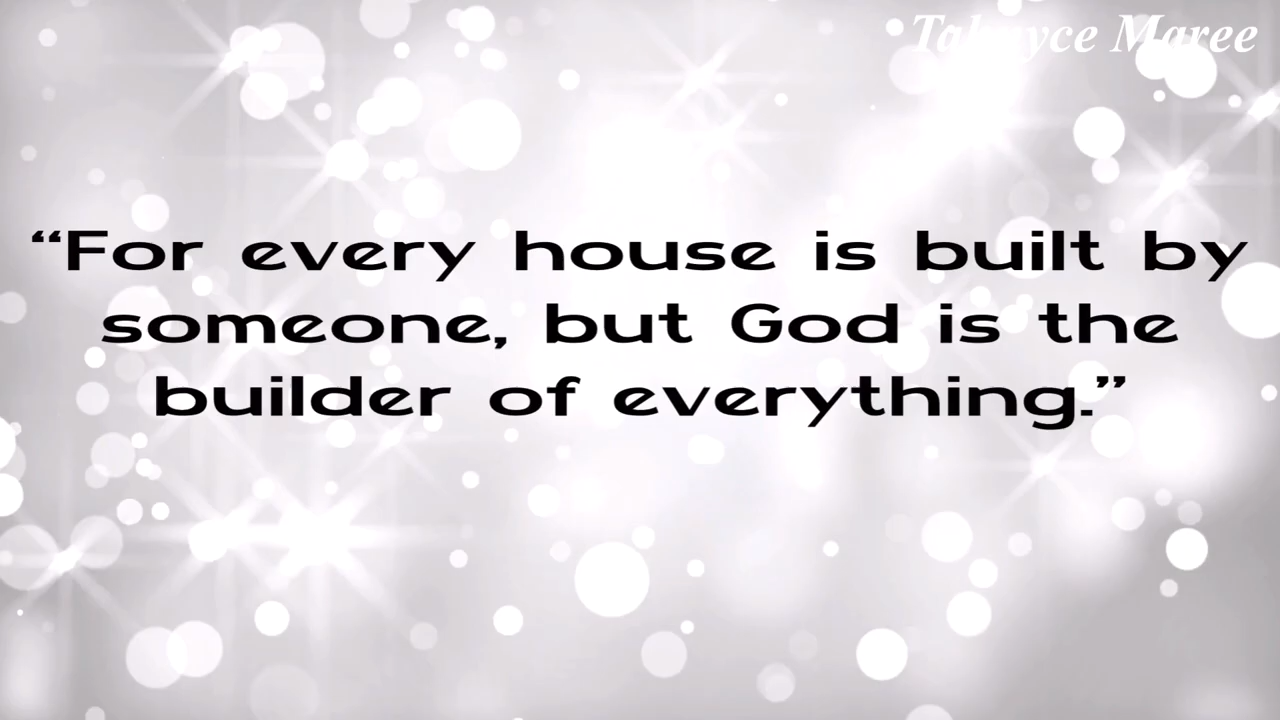 Maree
“For every house is built by
someone, but God is the
builder of everything.”